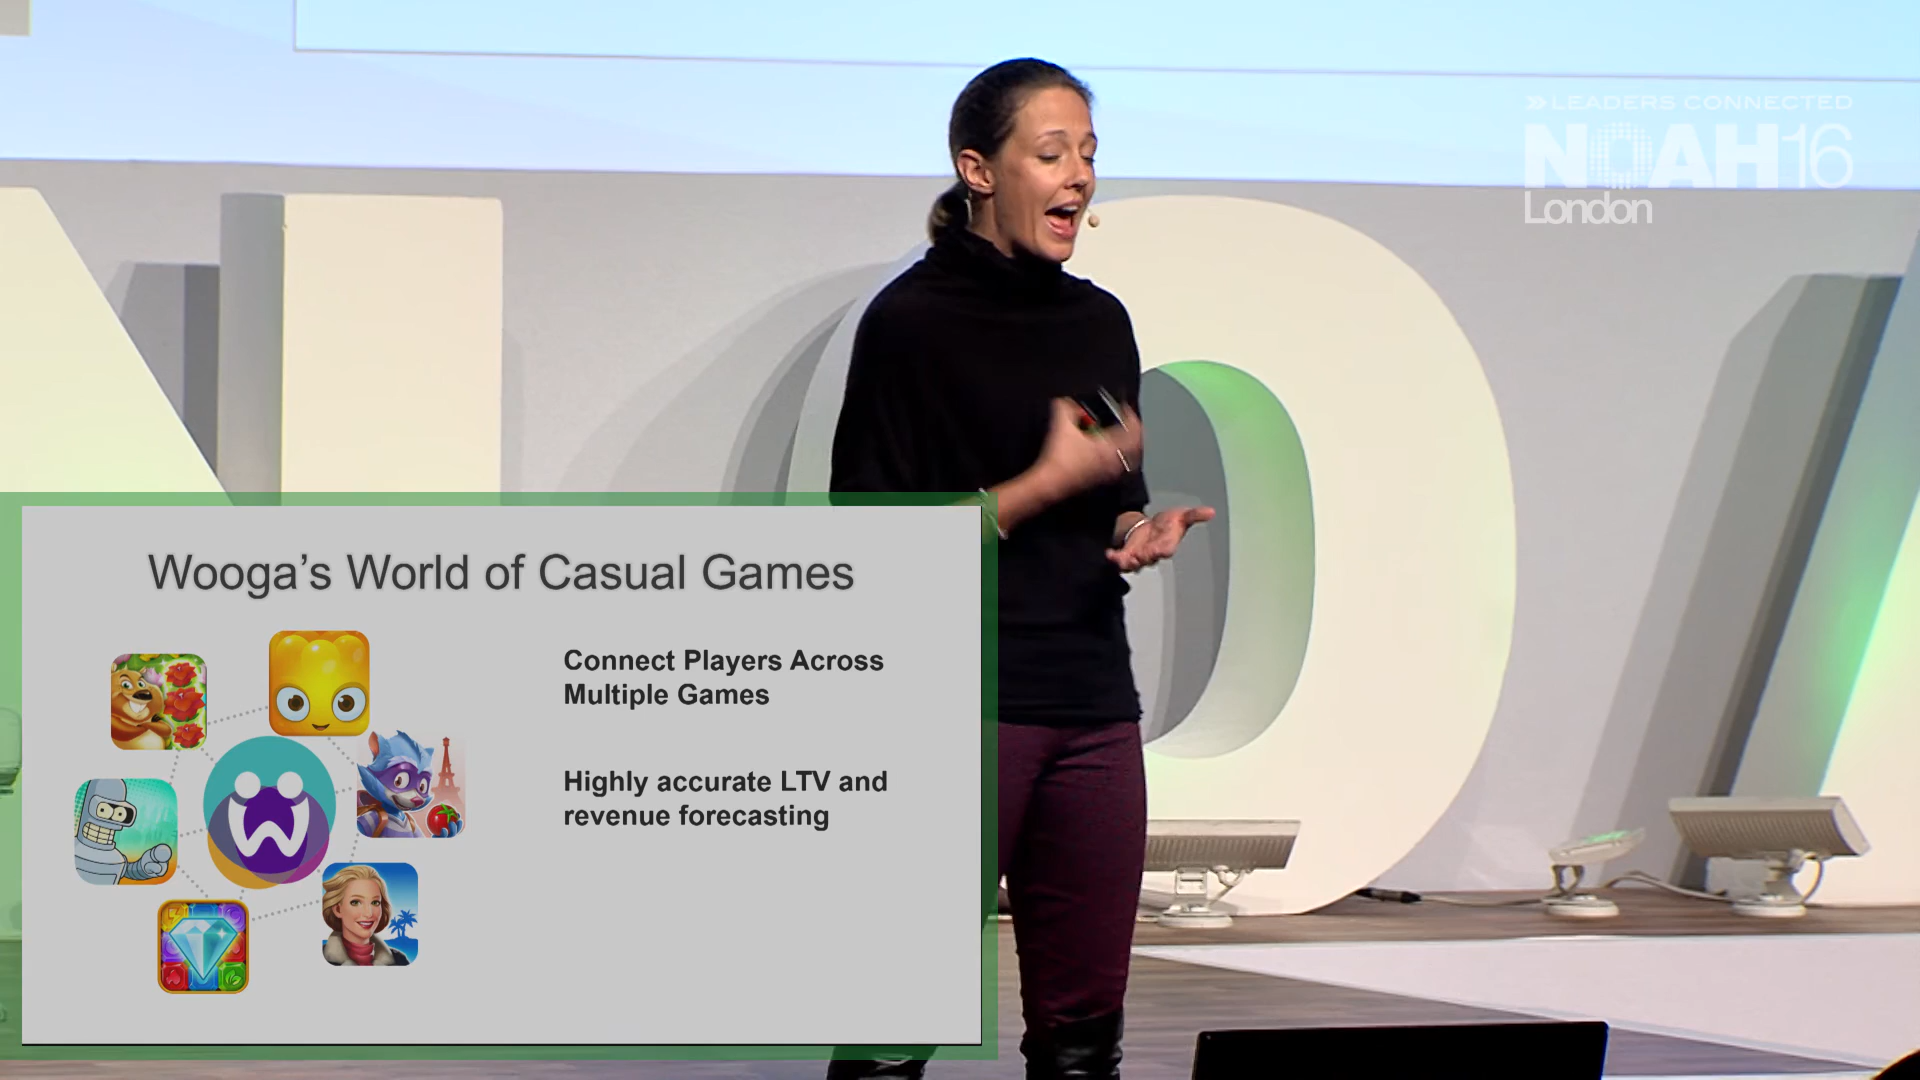 LEADERS CONNECTED
NOAH16
London
NOA
Wooga's World of Casual Games
Connect Players Across
Multiple Games
Highly accurate LTV and
revenue forecasting
W